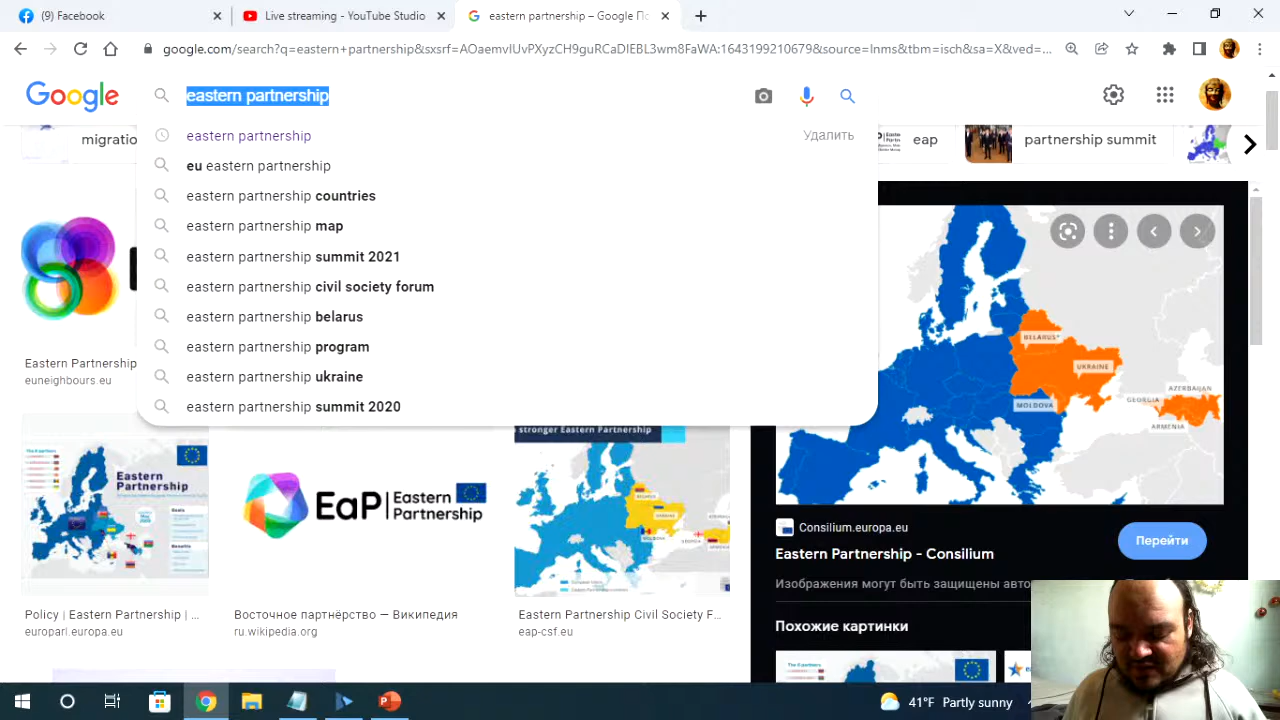 (3) Facebook
Live streaming - YouTube Studio
eastern partnership – Google П
google.com/search?q=eastern+partnership&sxsrf=AOaemvIUvPXyzCH9guRCaDIEBL3wm8FaWA:1643199210679&source=lnms&tbm=isch&sa=X&ved=...
Google
eastern partnership
eastern partnership
Удалить
eu eastern partnership
eastern partnership countries
eastern partnership map
eastern partnership summit 2021
eastern partnership civil society forum
eastern partnership belarus
eastern partnership program
eastern partnership ukraine
eastern partnership summit 2020
migratio
eap
partnership summit
Eastern Partnership
euneighbours.eu
BELARUS*
UKRAINE
MOLDOVA
GEORGIA
AZERBAIJAN
ARMENIA
Eastern
Partnership
EaP
Eastern
Partnership
stronger Eastern Partnership
Policy | Eastern Partnership | ...
europarl.europa.eu
Восточное партнёрство — Википедия
ru.wikipedia.org
Eastern Partnership Civil Society F...
eap-csf.eu
Consilium.europa.eu
Перейти
Eastern Partnership - Consilium
Изображения могут быть защищены авто
Похожие картинки
41°F Partly sunny